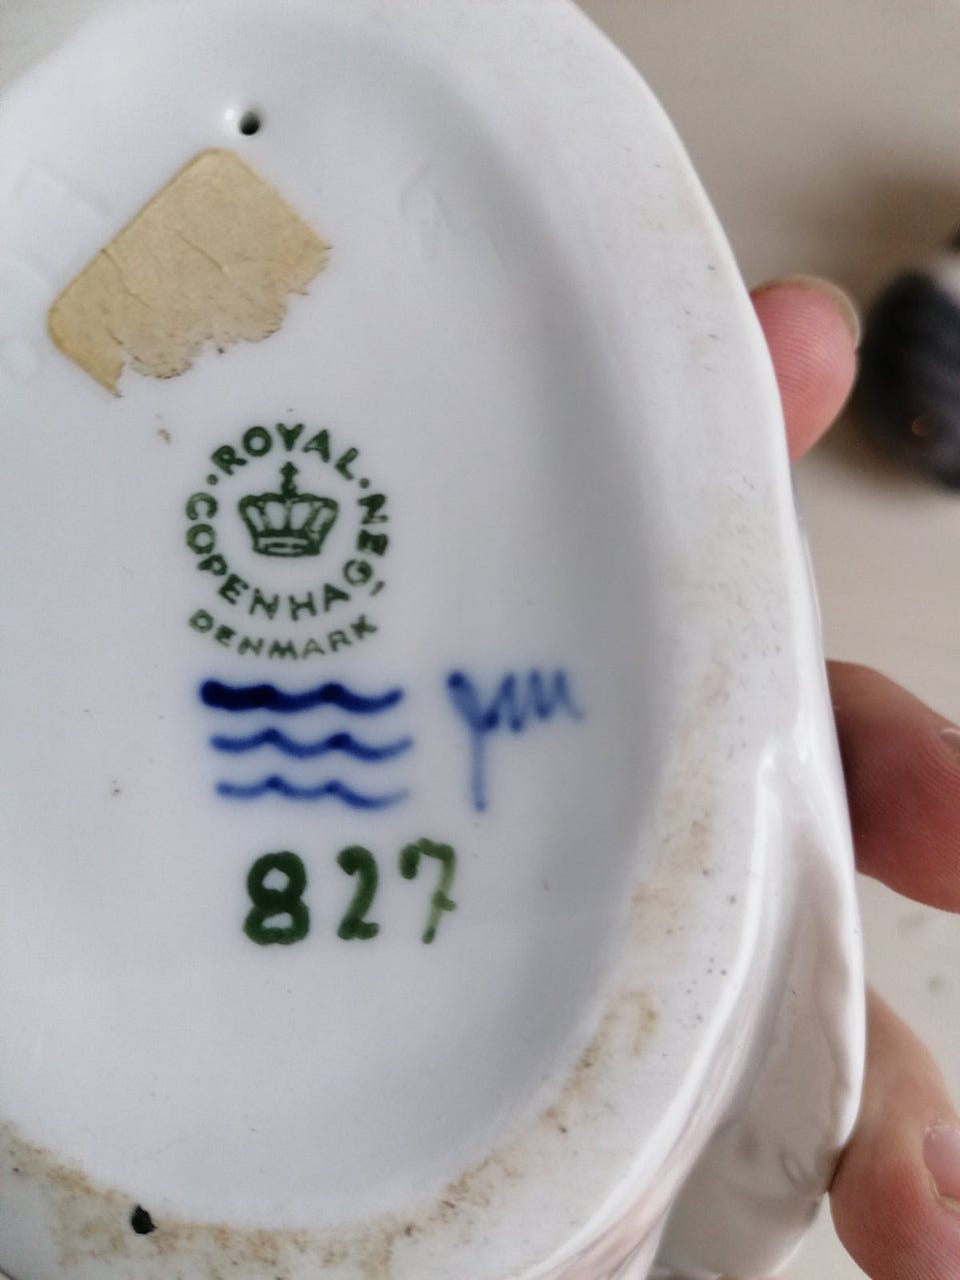 ROYAL
COPENHAGEN
DENMARK
827